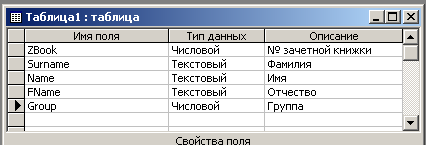 Таблица1 : таблица
Имя поля Тип данных Описание
ZBook Числовой № зачетной книжки
Surname Текстовый Фамилия
Name Текстовый Имя
FName Текстовый Отчество
Group Числовой Группа
Свойства поля